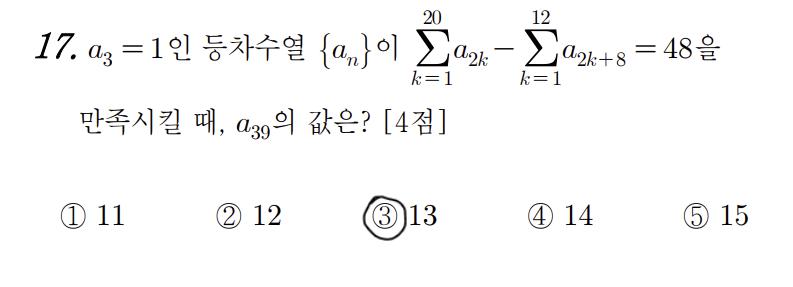 17. a₃ = 1인 등차수열 {aₙ}이 ∑_{k=1}^{20} a_{2k} − ∑_{k=1}^{12} a_{2k+8} = 48을
만족시킬 때, a₃₉의 값은? [4점]
① 11 ② 12 ③ 13 ④ 14 ⑤ 15